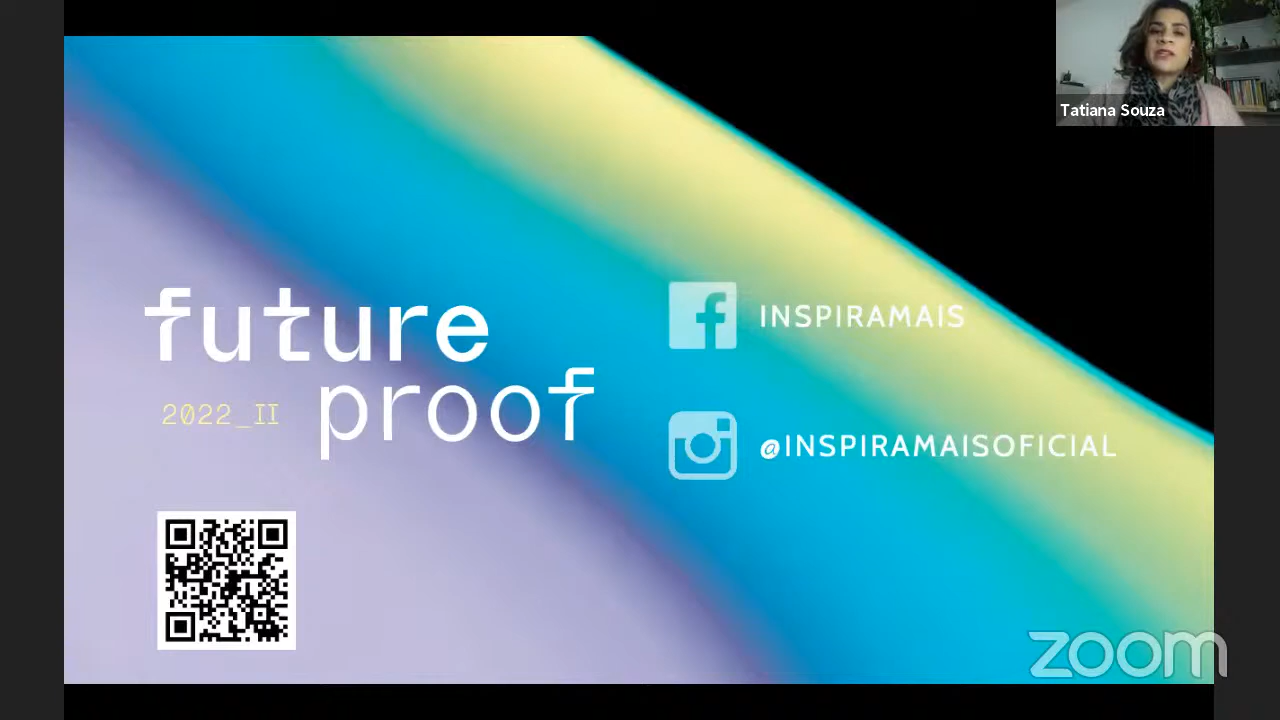 Tatiana Souza
future
proof
2022_II
INSPIRAMAIS
@INSPIRAMAISOFICIAL
zoom